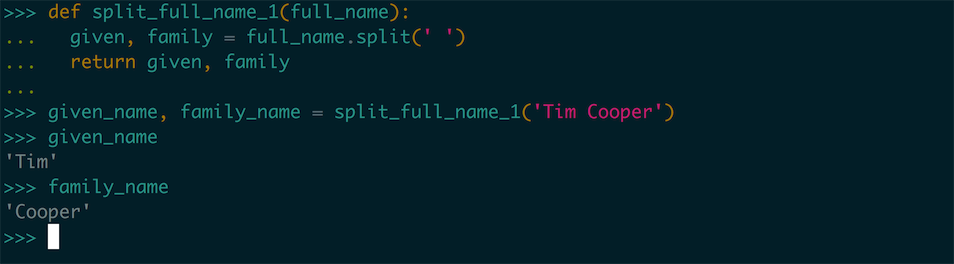 >>> def split_full_name_1(full_name):
...   given, family = full_name.split(' ')
...   return given, family
...
>>> given_name, family_name = split_full_name_1('Tim Cooper')
>>> given_name
'Tim'
>>> family_name
'Cooper'
>>>